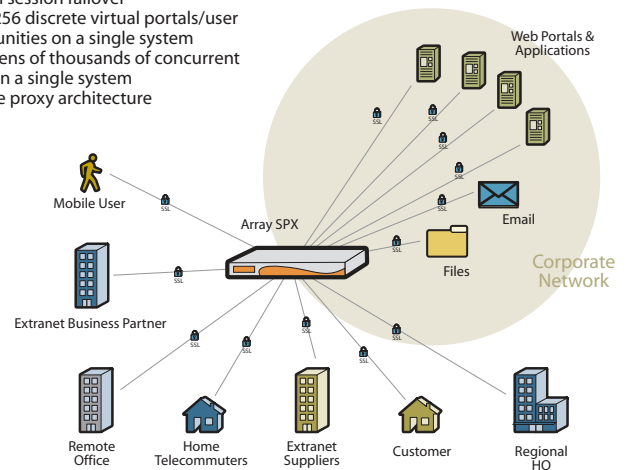 session failover
256 discrete virtual portals/user
unities on a single system
ens of thousands of concurrent
n a single system
e proxy architecture
Web Portals &
Applications
SSL
SSL
SSL
SSL
SSL
SSL
Mobile User
SSL
Array SPX
Email
Files
Corporate
Network
Extranet Business Partner
SSL
SSL
SSL
SSL
SSL
SSL
Remote
Office
Home
Telecommuters
Extranet
Suppliers
Customer
Regional
HQ